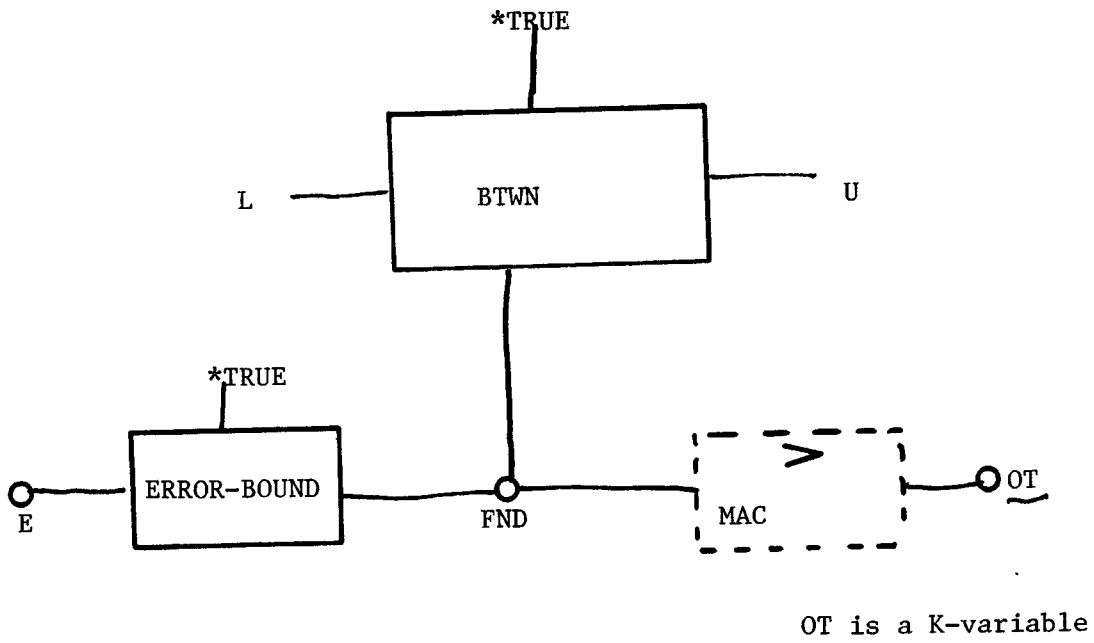 *TRUE
L
BTWN
U
*TRUE
E
ERROR-BOUND
FND
>
MAC
OT
OT is a K-variable